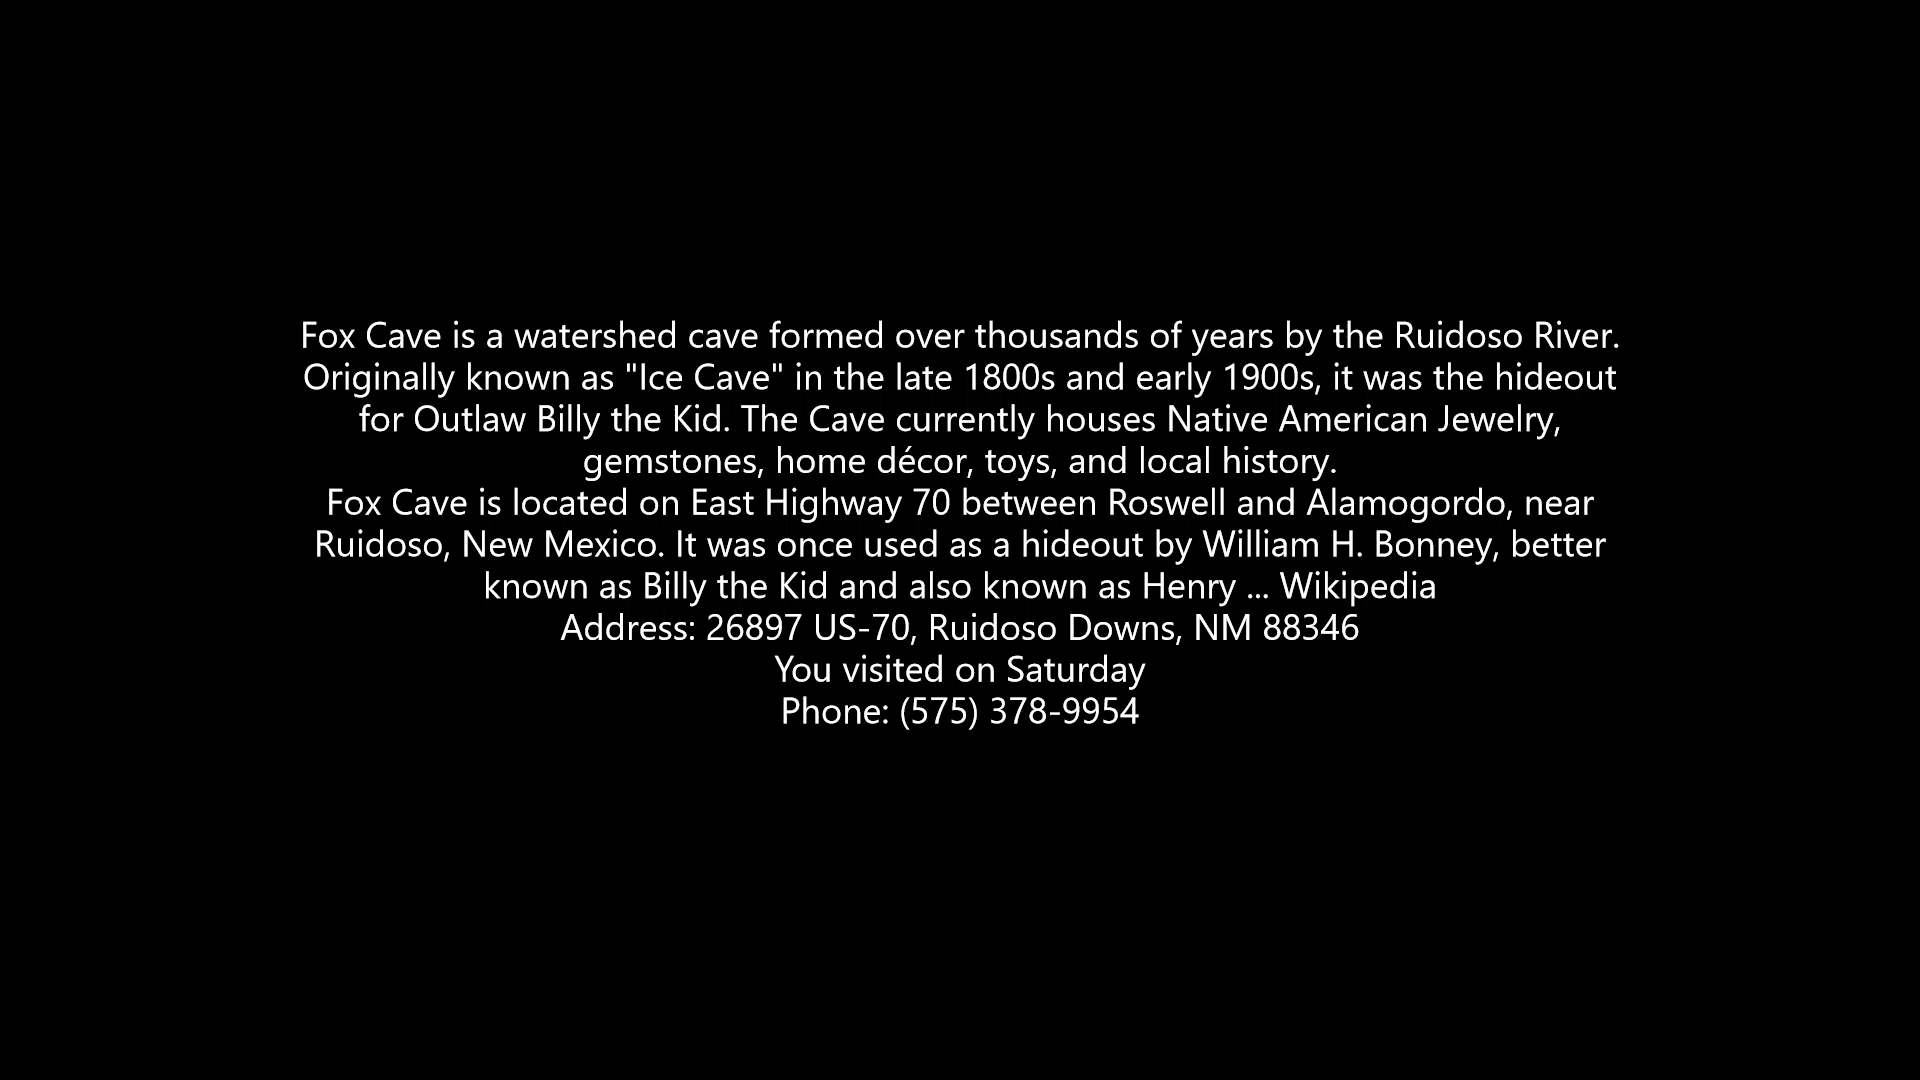 Fox Cave is a watershed cave formed over thousands of years by the Ruidoso River.
Originally known as "Ice Cave" in the late 1800s and early 1900s, it was the hideout
for Outlaw Billy the Kid. The Cave currently houses Native American Jewelry,
gemstones, home décor, toys, and local history.
Fox Cave is located on East Highway 70 between Roswell and Alamogordo, near
Ruidoso, New Mexico. It was once used as a hideout by William H. Bonney, better
known as Billy the Kid and also known as Henry ... Wikipedia
Address: 26897 US-70, Ruidoso Downs, NM 88346
You visited on Saturday
Phone: (575) 378-9954